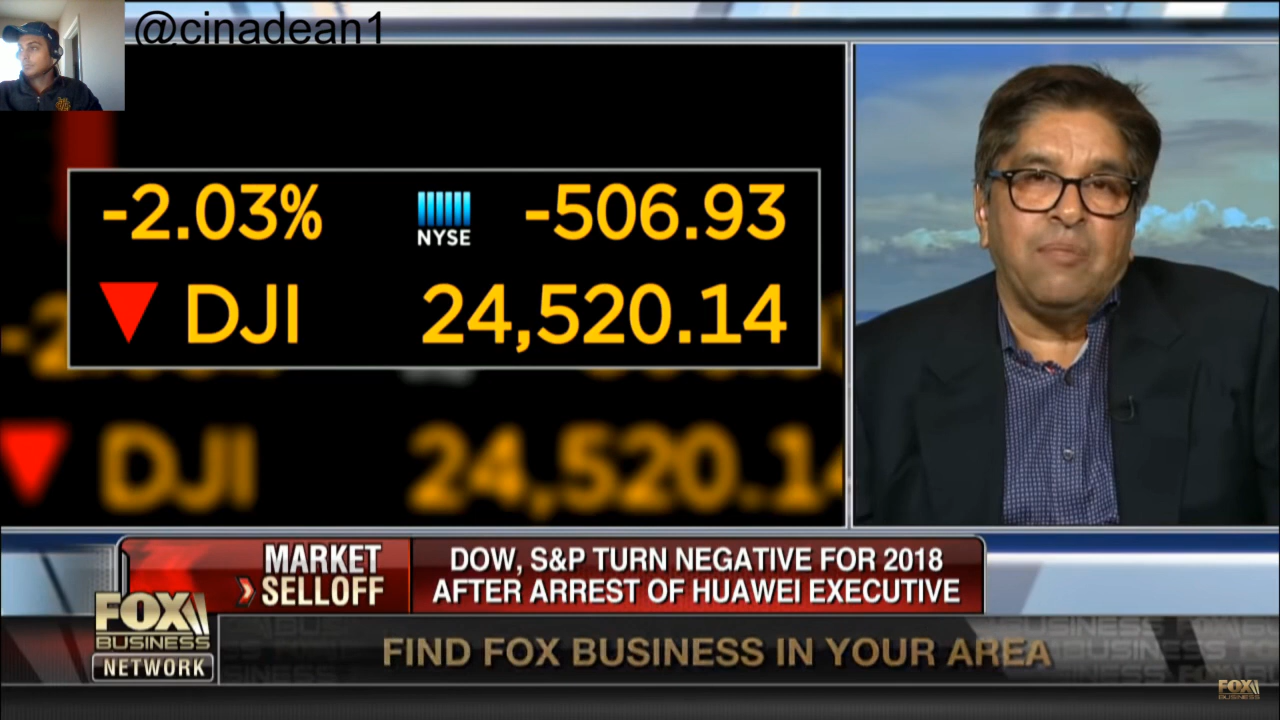 @cinadean1
-2.03% NYSE -506.93
▼ DJI 24,520.14
DJI 24,520.14
MARKET SELLOFF
DOW, S&P TURN NEGATIVE FOR 2018
AFTER ARREST OF HUAWEI EXECUTIVE
FOX
BUSINESS
NETWORK
FIND FOX BUSINESS IN YOUR AREA
FOX
BUSINESS